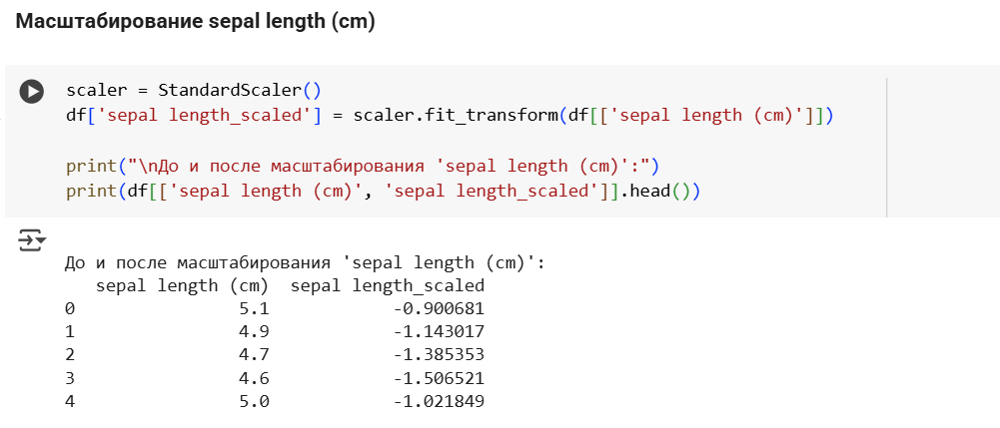 Масштабирование sepal length (cm)
scaler = StandardScaler()
df['sepal length_scaled'] = scaler.fit_transform(df[['sepal length (cm)']])
print("\nДо и после масштабирования 'sepal length (cm)':")
print(df[['sepal length (cm)', 'sepal length_scaled']].head())
До и после масштабирования 'sepal length (cm)':
sepal length (cm)  sepal length_scaled
0                5.1            -0.900681
1                4.9            -1.143017
2                4.7            -1.385353
3                4.6            -1.506521
4                5.0            -1.021849